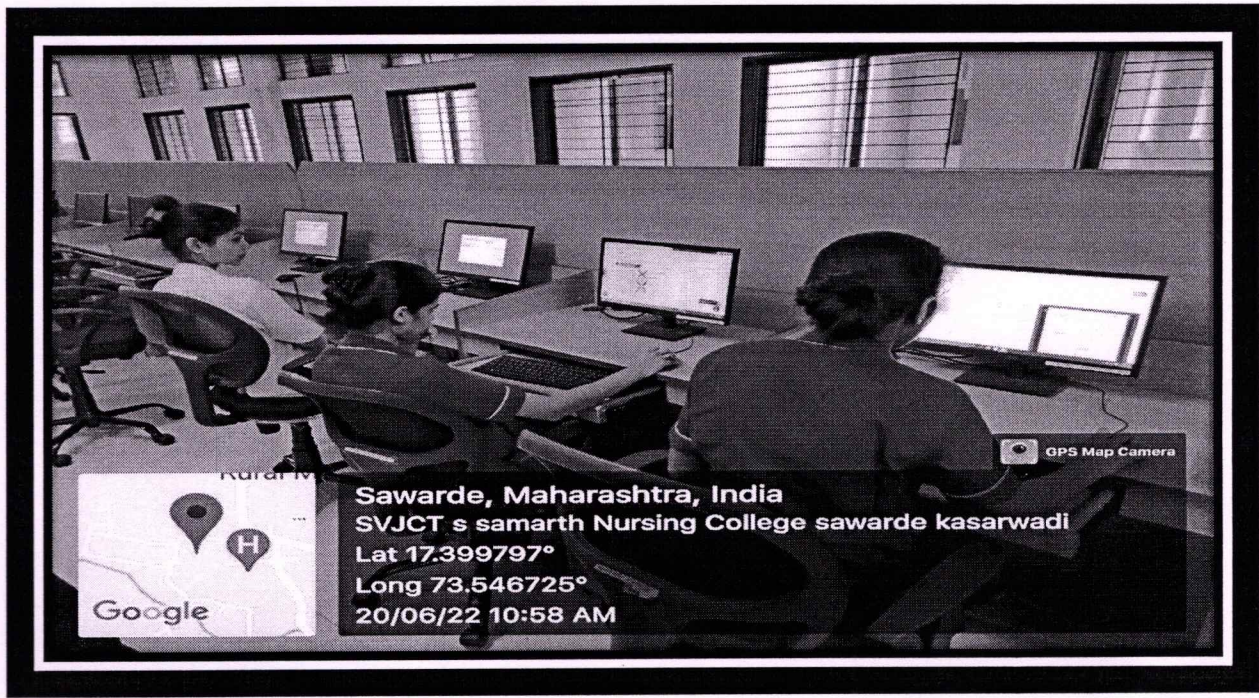 GPS Map Camera
Rural M
Sawarde, Maharashtra, India
SVJCT s samarth Nursing College sawarde kasarwadi
Lat 17.399797°
Long 73.546725°
20/06/22 10:58 AM
H
Google